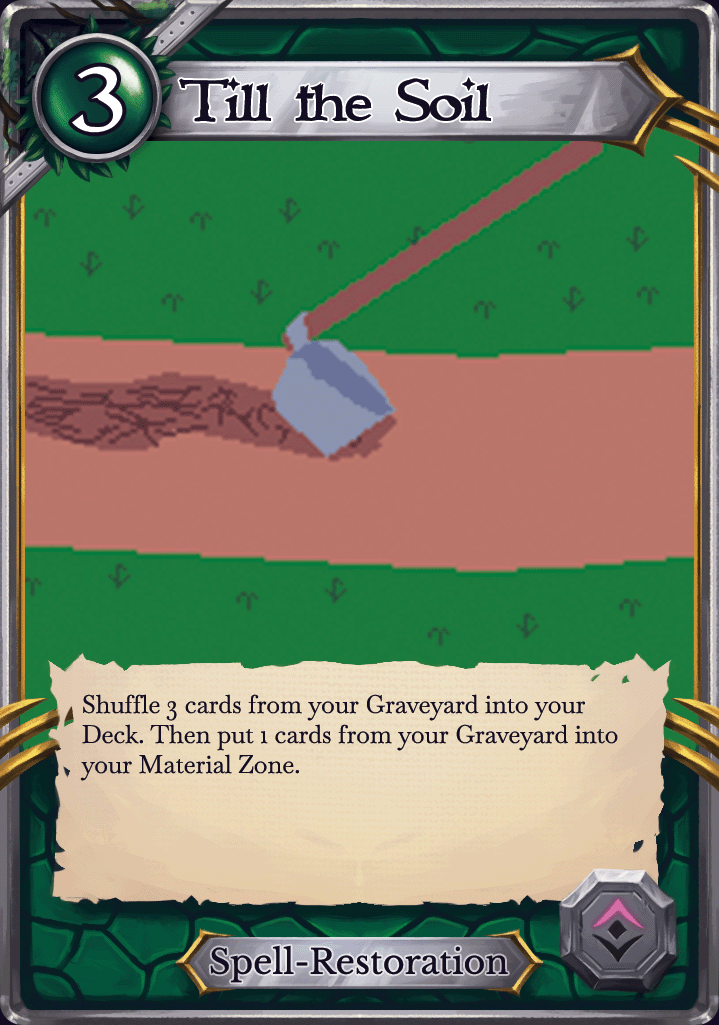 3
Till the Soil
Shuffle 3 cards from your Graveyard into your
Deck. Then put 1 cards from your Graveyard into
your Material Zone.
Spell-Restoration